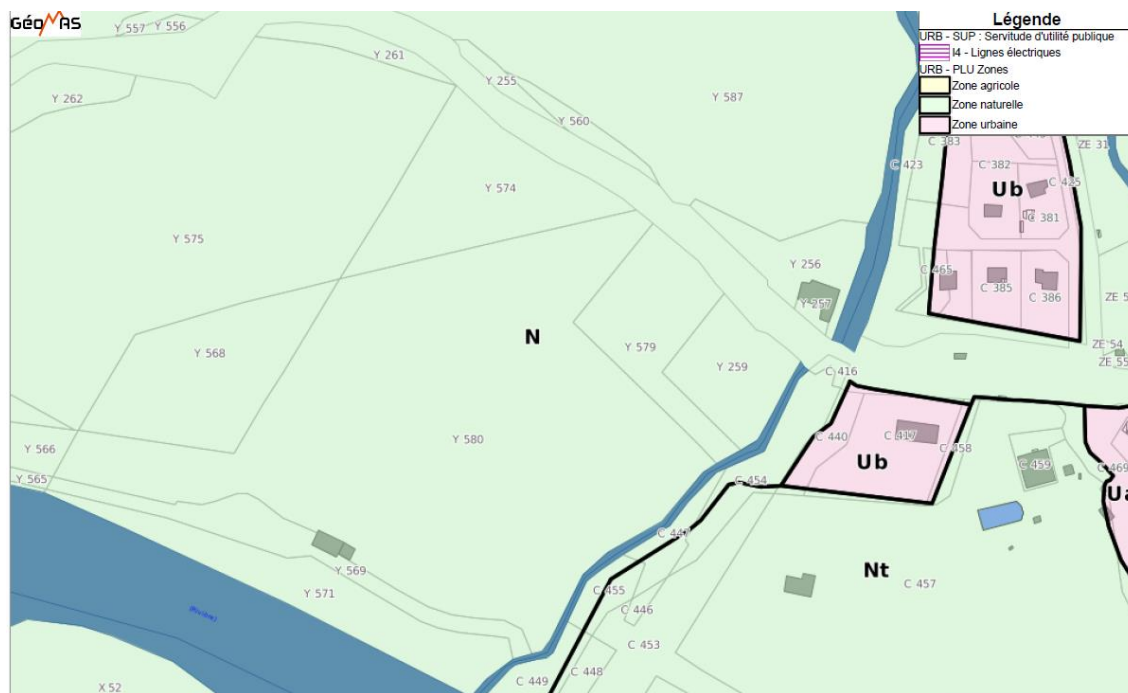 GéoMAS
Légende
URB - SUP : Servitude d'utilité publique
I4 - Lignes électriques
URB - PLU Zones
Zone agricole
Zone naturelle
Zone urbaine
Y 557
Y 556
Y 261
Y 262
Y 255
Y 587
Y 560
C 383
ZE 31
C 423
C 382
C 425
Y 574
Ub
C 381
Y 575
Y 256
C 465
C 385
C 386
ZE 5
Y 257
N
Y 579
ZE 54
Y 568
Y 259
ZE 55
C 416
Y 580
C 440
C 417
C 458
Y 566
Ub
C 459
C 469
Y 565
C 454
Ua
C 447
Y 569
Nt
C 457
Y 571
C 455
(Rivière)
C 446
C 453
C 448
C 449
X 52